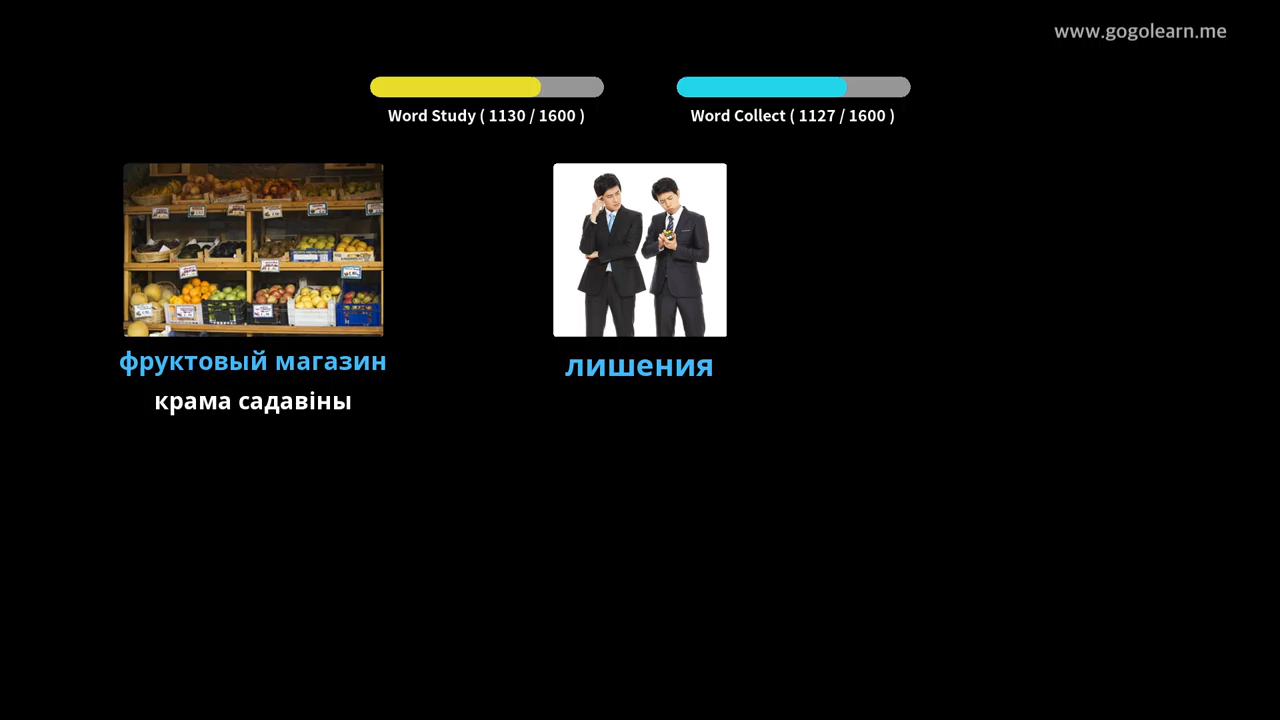 www.gogolearn.me
Word Study ( 1130 / 1600 )
Word Collect ( 1127 / 1600 )
фруктовый магазин
лишения
крама садавіны